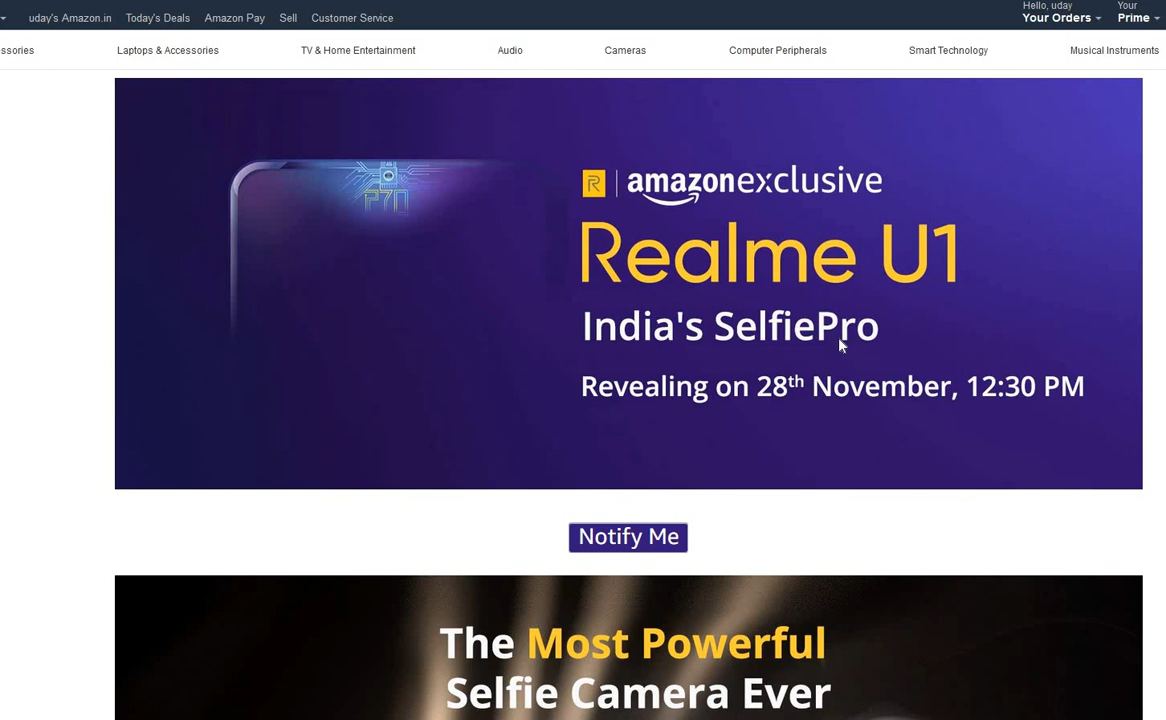 Hello, uday
Your
uday's Amazon.in Today's Deals Amazon Pay Sell Customer Service Your Orders Prime
ssories Laptops & Accessories TV & Home Entertainment Audio Cameras Computer Peripherals Smart Technology Musical Instruments
R | amazonexclusive
P70
Realme U1
India's SelfiePro
Revealing on 28th November, 12:30 PM
Notify Me
The Most Powerful
Selfie Camera Ever